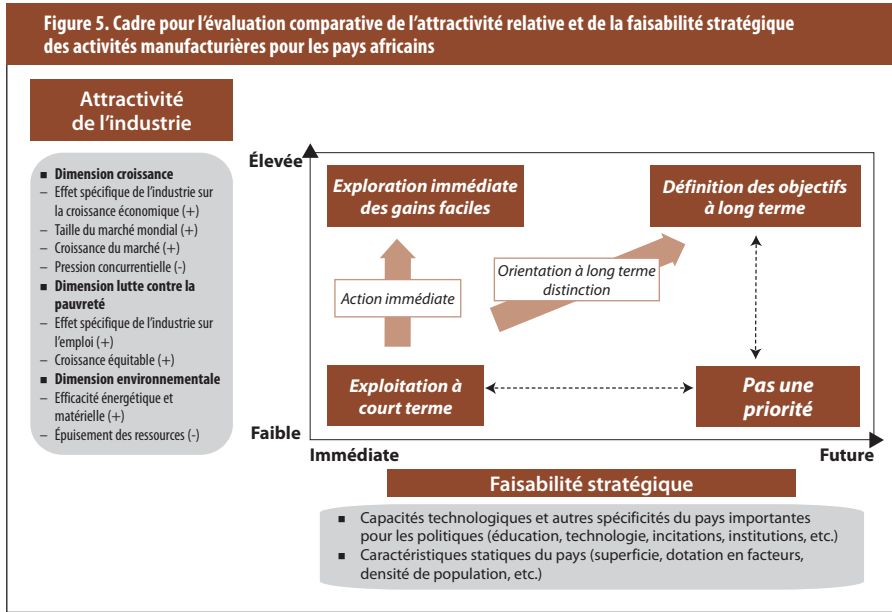 Figure 5. Cadre pour l’évaluation comparative de l’attractivité relative et de la faisabilité stratégique
des activités manufacturières pour les pays africains
Attractivité
de l’industrie
■ Dimension croissance
– Effet spécifique de l’industrie sur
la croissance économique (+)
– Taille du marché mondial (+)
– Croissance du marché (+)
– Pression concurrentielle (-)
■ Dimension lutte contre la
pauvreté
– Effet spécifique de l’industrie sur
l’emploi (+)
– Croissance équitable (+)
■ Dimension environnementale
– Efficacité énergétique et
matérielle (+)
– Épuisement des ressources (-)
Élevée
Exploration immédiate
des gains faciles
Définition des objectifs
à long terme
Action immédiate
Orientation à long terme
distinction
Exploitation à
court terme
Pas une
priorité
Faible
Immédiate
Future
Faisabilité stratégique
■ Capacités technologiques et autres spécificités du pays importantes
pour les politiques (éducation, technologie, incitations, institutions, etc.)
■ Caractéristiques statiques du pays (superficie, dotation en facteurs,
densité de population, etc.)